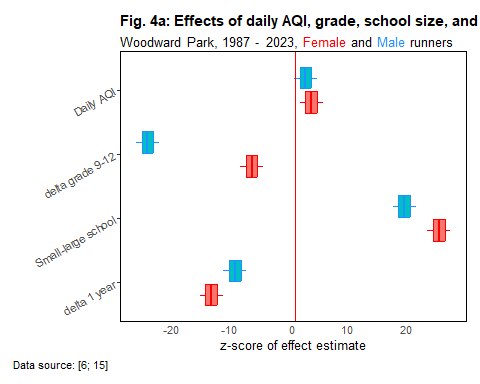 Fig. 4a: Effects of daily AQI, grade, school size, and
Woodward Park, 1987 - 2023, Female and Male runners
Daily AQI
delta grade 9-12
Small-large school
delta 1 year
-20 -10 0 10 20
z-score of effect estimate
Data source: [6; 15]